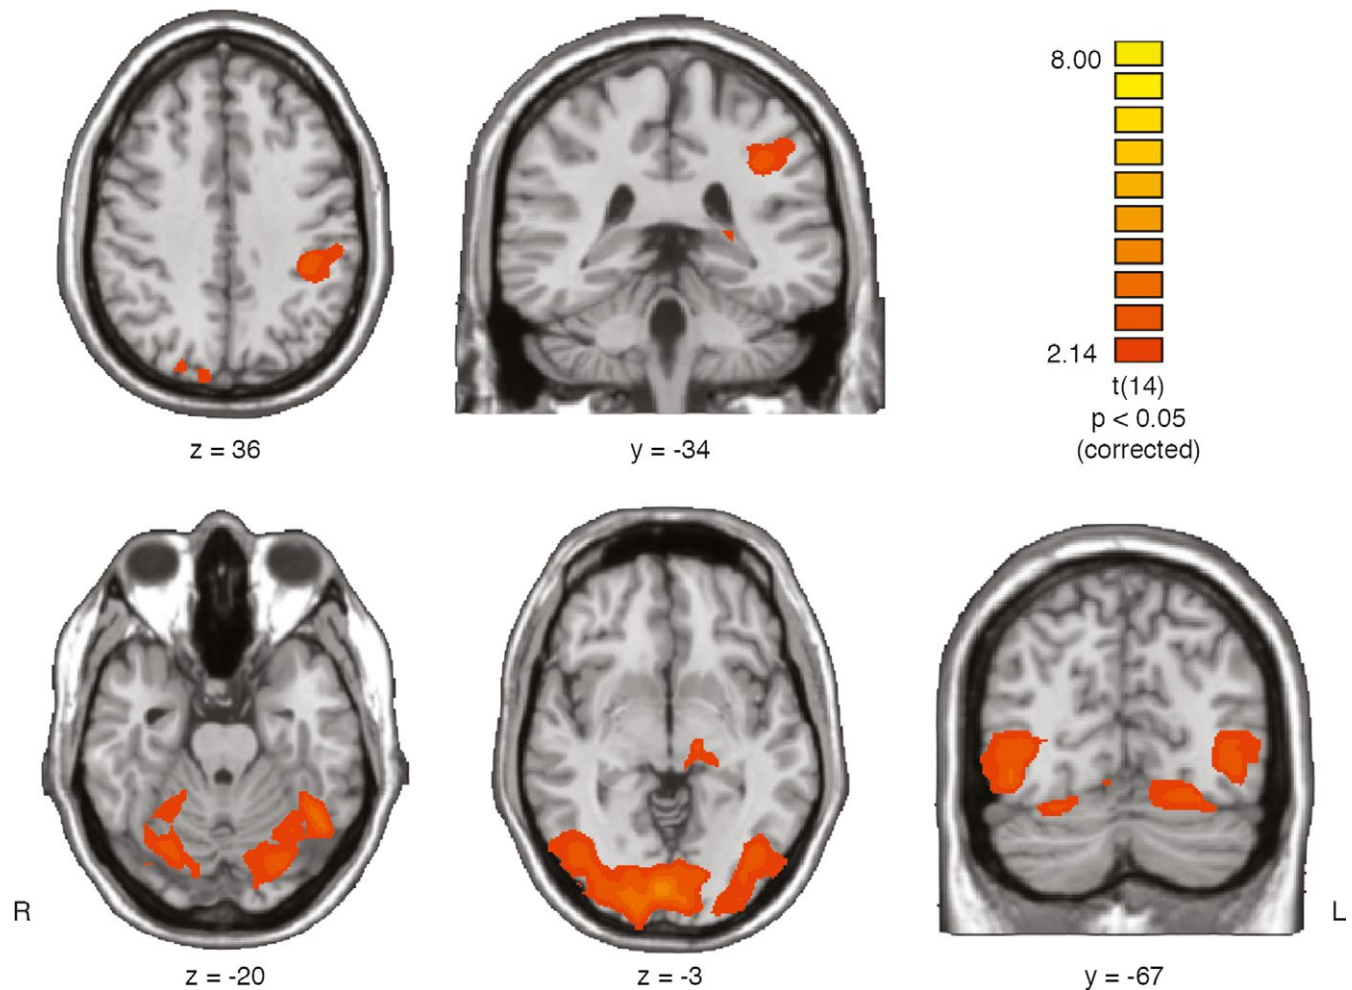 8.00
2.14
t(14)
p < 0.05
(corrected)
z = 36
y = -34
R
L
z = -20
z = -3
y = -67